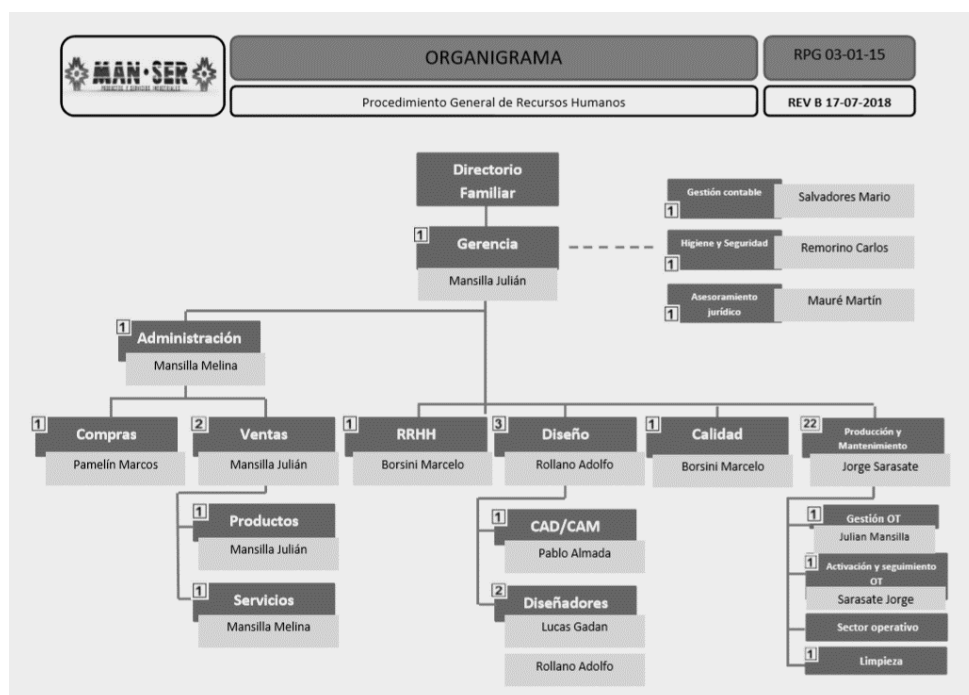 MAN·SER
PRODUCTOS Y SERVICIOS INDUSTRIALES
ORGANIGRAMA
RPG 03-01-15
Procedimiento General de Recursos Humanos
REV B 17-07-2018
Directorio
Familiar
1
Gerencia
Mansilla Julián
Gestión contable
1
Salvadores Mario
Higiene y Seguridad
1
Remorino Carlos
Asesoramiento
jurídico
1
Mauré Martín
1
Administración
Mansilla Melina
1
Compras
Pamelín Marcos
2
Ventas
Mansilla Julián
1
RRHH
Borsini Marcelo
3
Diseño
Rollano Adolfo
1
Calidad
Borsini Marcelo
22
Producción y
Mantenimiento
Jorge Sarasate
1
Productos
Mansilla Julián
1
Servicios
Mansilla Melina
1
CAD/CAM
Pablo Almada
2
Diseñadores
Lucas Gadan
Rollano Adolfo
1
Gestión OT
Julian Mansilla
1
Activación y seguimiento
OT
Sarasate Jorge
Sector operativo
1
Limpieza